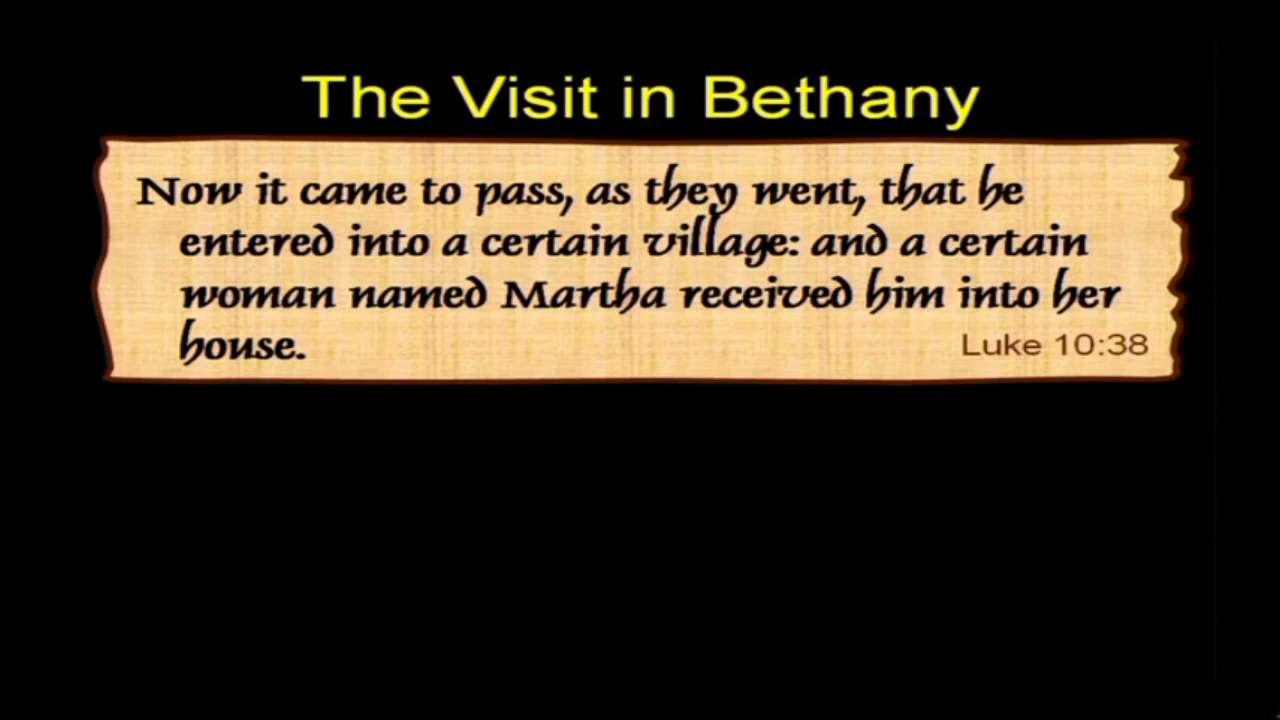 The Visit in Bethany
Now it came to pass, as they went, that he
entered into a certain village: and a certain
woman named Martha received him into her
house.
Luke 10:38